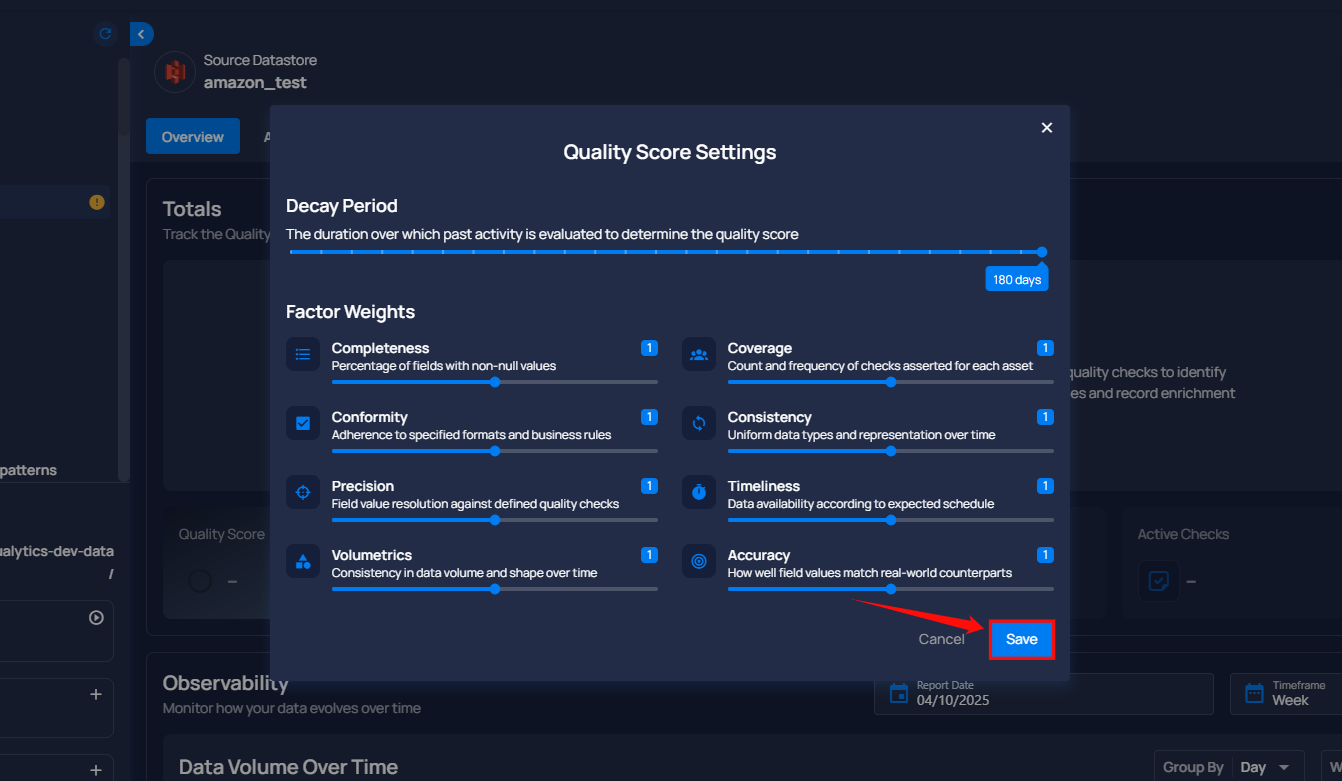 Source Datastore
amazon_test
Overview
Quality Score Settings
Decay Period
The duration over which past activity is evaluated to determine the quality score
180 days
Factor Weights
Completeness 1
Percentage of fields with non-null values
Coverage 1
Count and frequency of checks asserted for each asset
Conformity 1
Adherence to specified formats and business rules
Consistency 1
Uniform data types and representation over time
Precision 1
Field value resolution against defined quality checks
Timeliness 1
Data availability according to expected schedule
Volumetrics 1
Consistency in data volume and shape over time
Accuracy 1
How well field values match real-world counterparts
Cancel
Save
Totals
Track the Quality
quality checks to identify
es and record enrichment
patterns
ualytics-dev-data
/
Quality Score
–
Active Checks
–
Observability
Monitor how your data evolves over time
Report Date
04/10/2025
Timeframe
Week
Data Volume Over Time
Group By Day